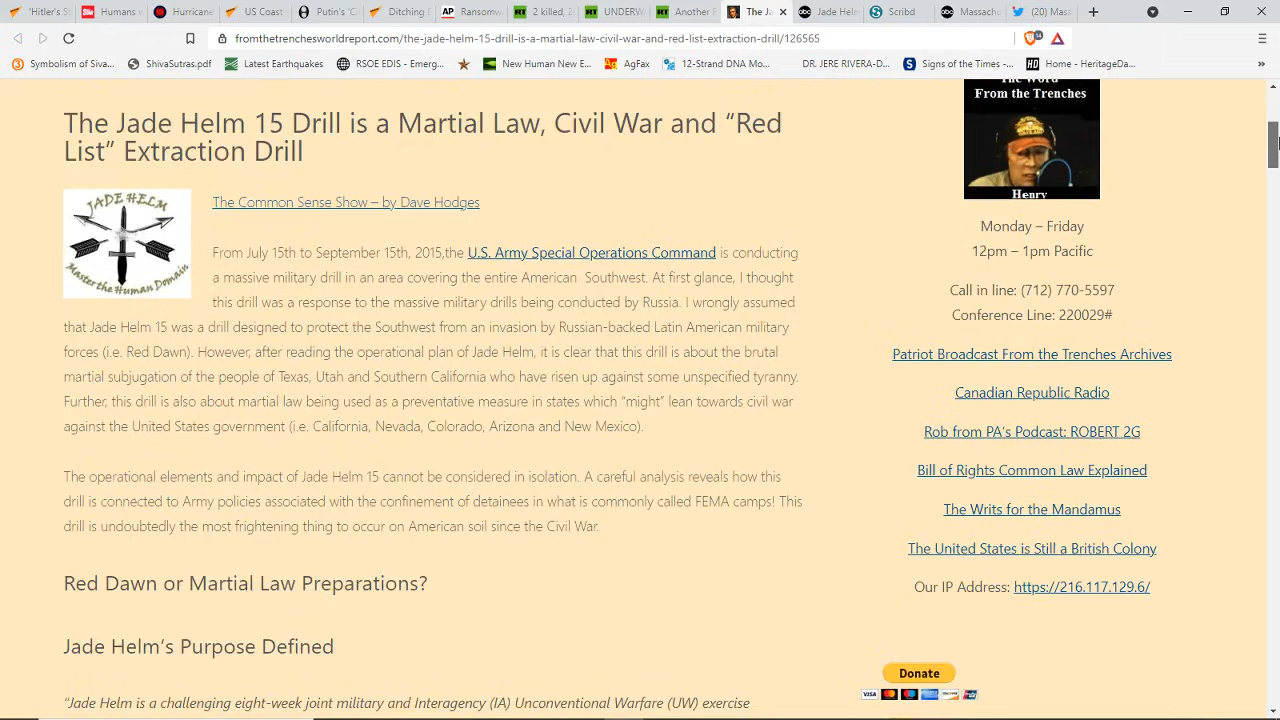 'Hitler's S
Humans w
Hurricane
US Coast
Putin's 'C
Ditching D
Ransomw
2 killed, 2
UNDERW
Another E
The Ja
Jade Helm
Scribd
Massachu
(20) Mass
fromthetrenchesworldreport.com/the-jade-helm-15-drill-is-a-martial-law-civil-war-and-red-list-extraction-drill/126565
Symbolism of Siva...
ShivaSutras.pdf
Latest Earthquakes
RSOE EDIS - Emerg...
New Human New E...
AgFax
12-Strand DNA Mo...
DR. JERE RIVERA-D...
Signs of the Times -...
Home - HeritageDa...
The Jade Helm 15 Drill is a Martial Law, Civil War and “Red
List” Extraction Drill
JADE HELM
Master the Human Domain
The Common Sense Show – by Dave Hodges
From July 15th to September 15th, 2015,the U.S. Army Special Operations Command is conducting
a massive military drill in an area covering the entire American Southwest. At first glance, I thought
this drill was a response to the massive military drills being conducted by Russia. I wrongly assumed
that Jade Helm 15 was a drill designed to protect the Southwest from an invasion by Russian-backed Latin American military
forces (i.e. Red Dawn). However, after reading the operational plan of Jade Helm, it is clear that this drill is about the brutal
martial subjugation of the people of Texas, Utah and Southern California who have risen up against some unspecified tyranny.
Further, this drill is also about martial law being used as a preventative measure in states which “might” lean towards civil war
against the United States government (i.e. California, Nevada, Colorado, Arizona and New Mexico).
The operational elements and impact of Jade Helm 15 cannot be considered in isolation. A careful analysis reveals how this
drill is connected to Army policies associated with the confinement of detainees in what is commonly called FEMA camps! This
drill is undoubtedly the most frightening thing to occur on American soil since the Civil War.
Red Dawn or Martial Law Preparations?
Jade Helm’s Purpose Defined
“Jade Helm is a challenging eight-week joint military and Interagency (IA) Unconventional Warfare (UW) exercise
The Word
From the Trenches
Henry
Monday – Friday
12pm – 1pm Pacific
Call in line: (712) 770-5597
Conference Line: 220029#
Patriot Broadcast From the Trenches Archives
Canadian Republic Radio
Rob from PA’s Podcast: ROBERT 2G
Bill of Rights Common Law Explained
The Writs for the Mandamus
The United States is Still a British Colony
Our IP Address: https://216.117.129.6/
Donate
VISA